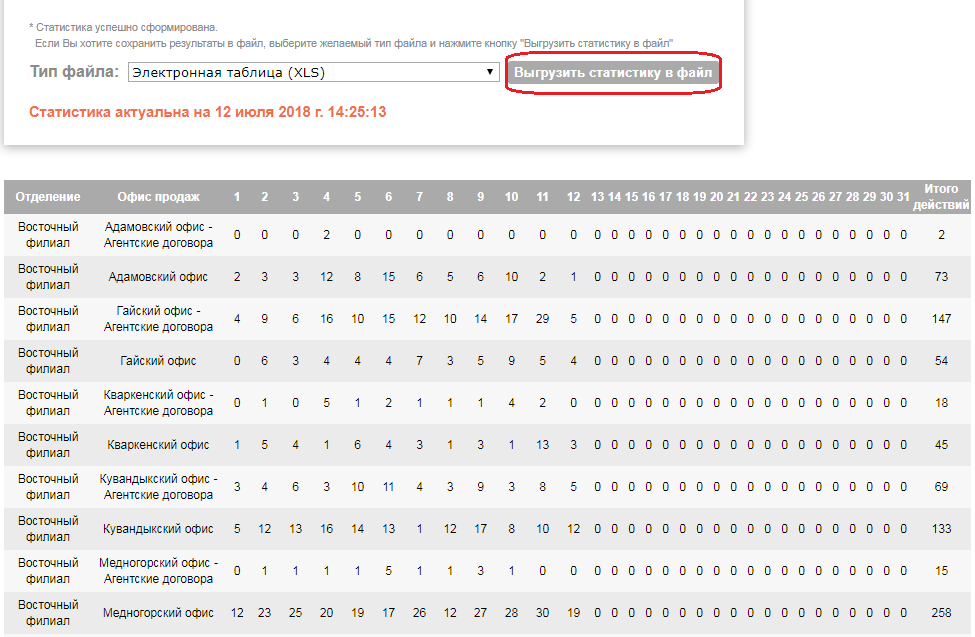 * Статистика успешно сформирована.
Если Вы хотите сохранить результаты в файл, выберите желаемый тип файла и нажмите кнопку "Выгрузить статистику в файл"
Тип файла: Электронная таблица (XLS) Выгрузить статистику в файл
Статистика актуальна на 12 июля 2018 г. 14:25:13
Отделение Офис продаж 1 2 3 4 5 6 7 8 9 10 11 12 13 14 15 16 17 18 19 20 21 22 23 24 25 26 27 28 29 30 31 Итого действий
Восточный филиал Адамовский офис - Агентские договора 0 0 0 2 0 0 0 0 0 0 0 0 0 0 0 0 0 0 0 0 0 0 0 0 0 0 0 0 0 0 0 2
Восточный филиал Адамовский офис 2 3 3 12 8 15 6 5 6 10 2 1 0 0 0 0 0 0 0 0 0 0 0 0 0 0 0 0 0 0 0 73
Восточный филиал Гайский офис - Агентские договора 4 9 6 16 10 15 12 10 14 17 29 5 0 0 0 0 0 0 0 0 0 0 0 0 0 0 0 0 0 0 0 147
Восточный филиал Гайский офис 0 6 3 4 4 4 7 3 5 9 5 4 0 0 0 0 0 0 0 0 0 0 0 0 0 0 0 0 0 0 0 54
Восточный филиал Кваркенский офис - Агентские договора 0 1 0 5 1 2 1 1 1 4 2 0 0 0 0 0 0 0 0 0 0 0 0 0 0 0 0 0 0 0 0 18
Восточный филиал Кваркенский офис 1 5 4 1 6 4 3 1 3 1 13 3 0 0 0 0 0 0 0 0 0 0 0 0 0 0 0 0 0 0 0 45
Восточный филиал Кувандыкский офис - Агентские договора 3 4 6 3 10 11 4 3 9 3 8 5 0 0 0 0 0 0 0 0 0 0 0 0 0 0 0 0 0 0 0 69
Восточный филиал Кувандыкский офис 5 12 13 16 14 13 1 12 17 8 10 12 0 0 0 0 0 0 0 0 0 0 0 0 0 0 0 0 0 0 0 133
Восточный филиал Медногорский офис - Агентские договора 0 1 1 1 1 5 1 1 3 1 0 0 0 0 0 0 0 0 0 0 0 0 0 0 0 0 0 0 0 0 0 15
Восточный филиал Медногорский офис 12 23 25 20 19 17 26 12 27 28 30 19 0 0 0 0 0 0 0 0 0 0 0 0 0 0 0 0 0 0 0 258